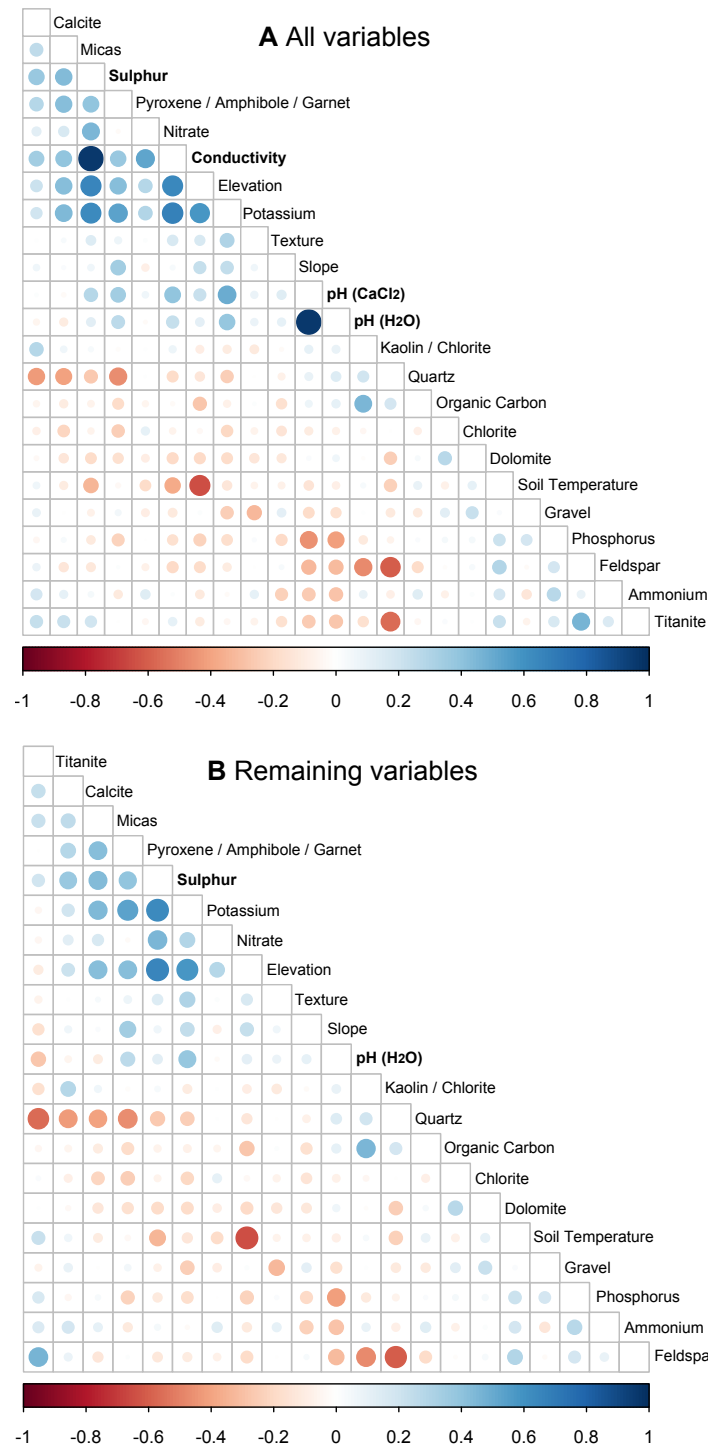 A All variables
Calcite
Micas
Sulphur
Pyroxene / Amphibole / Garnet
Nitrate
Conductivity
Elevation
Potassium
Texture
Slope
pH (CaCl2)
pH (H2O)
Kaolin / Chlorite
Quartz
Organic Carbon
Chlorite
Dolomite
Soil Temperature
Gravel
Phosphorus
Feldspar
Ammonium
Titanite
-1 -0.8 -0.6 -0.4 -0.2 0 0.2 0.4 0.6 0.8 1
B Remaining variables
Titanite
Calcite
Micas
Pyroxene / Amphibole / Garnet
Sulphur
Potassium
Nitrate
Elevation
Texture
Slope
pH (H2O)
Kaolin / Chlorite
Quartz
Organic Carbon
Chlorite
Dolomite
Soil Temperature
Gravel
Phosphorus
Ammonium
Feldspa
-1 -0.8 -0.6 -0.4 -0.2 0 0.2 0.4 0.6 0.8 1